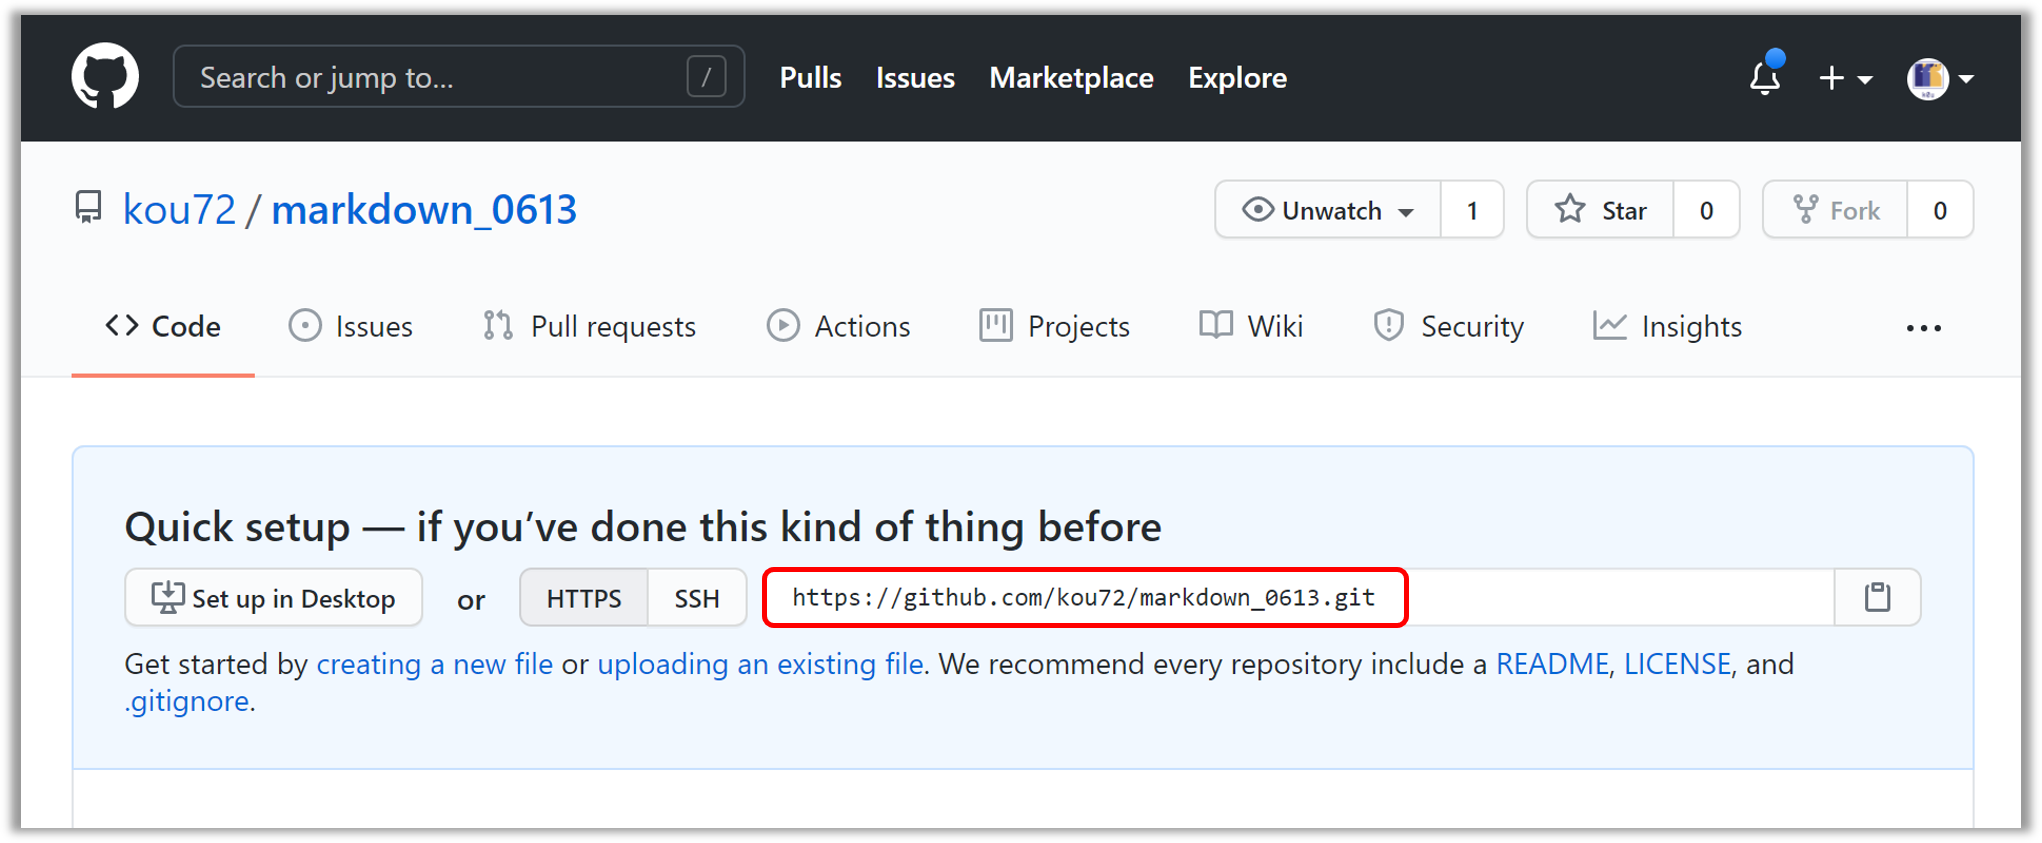 Search or jump to... / Pulls Issues Marketplace Explore
kou72 / markdown_0613 Unwatch 1 Star 0 Fork 0
Code Issues Pull requests Actions Projects Wiki Security Insights ...
Quick setup — if you’ve done this kind of thing before
Set up in Desktop or HTTPS SSH https://github.com/kou72/markdown_0613.git
Get started by creating a new file or uploading an existing file. We recommend every repository include a README, LICENSE, and
.gitignore.